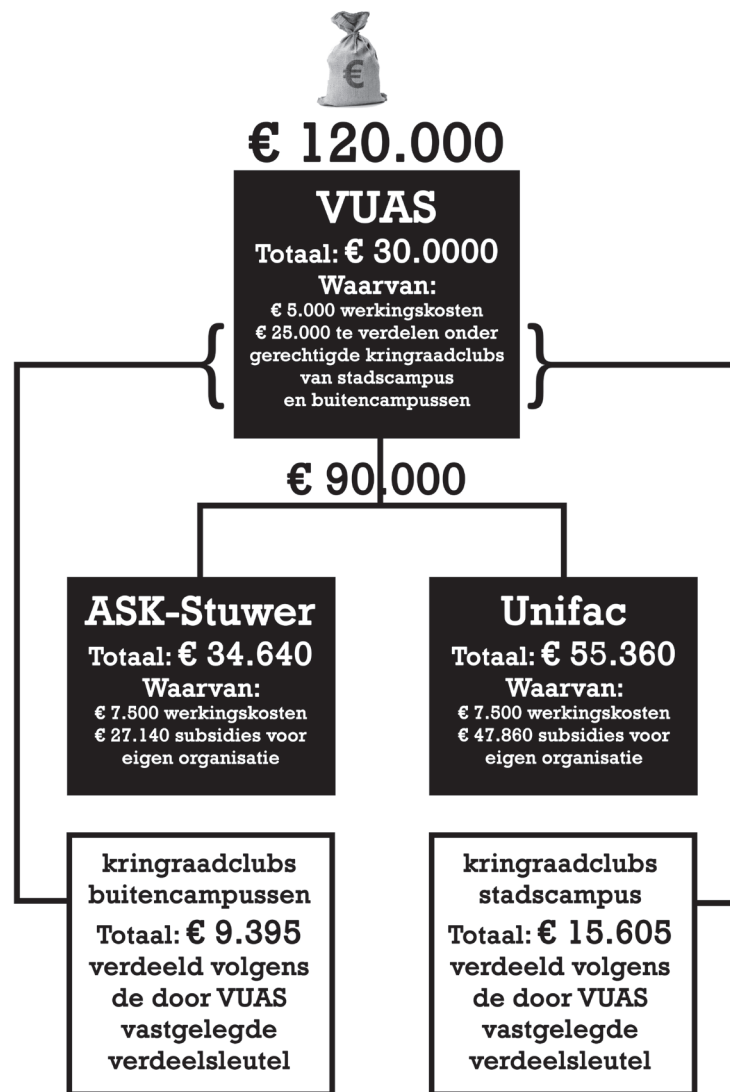 €
€ 120.000
VUAS
Totaal: € 30.0000
Waarvan:
€ 5.000 werkingskosten
€ 25.000 te verdelen onder
gerechtigde kringraadclubs
van stadscampus
en buitencampussen
€ 90.000
ASK-Stuwer
Totaal: € 34.640
Waarvan:
€ 7.500 werkingskosten
€ 27.140 subsidies voor
eigen organisatie
Unifac
Totaal: € 55.360
Waarvan:
€ 7.500 werkingskosten
€ 47.860 subsidies voor
eigen organisatie
kringraadclubs
buitencampussen
Totaal: € 9.395
verdeeld volgens
de door VUAS
vastgelegde
verdeelsleutel
kringraadclubs
stadscampus
Totaal: € 15.605
verdeeld volgens
de door VUAS
vastgelegde
verdeelsleutel